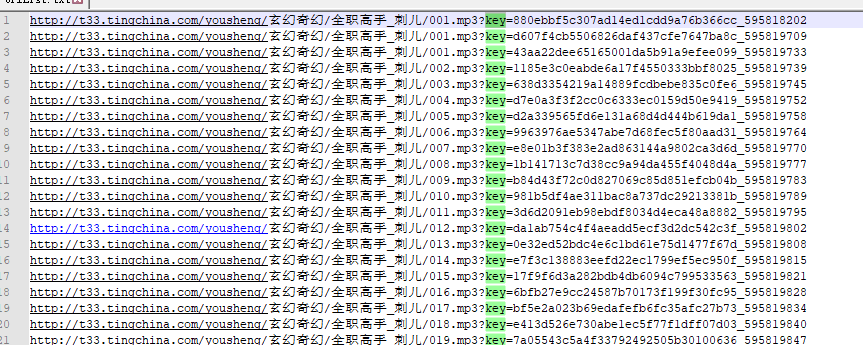 urlList.txt
1 http://t33.tingchina.com/yousheng/玄幻奇幻/全职高手_刺儿/001.mp3?key=880ebbf5c307ad14ed1cdd9a76b366cc_595818202
2 http://t33.tingchina.com/yousheng/玄幻奇幻/全职高手_刺儿/001.mp3?key=d607f4cb5506826daf437cfe7647ba8c_595819709
3 http://t33.tingchina.com/yousheng/玄幻奇幻/全职高手_刺儿/001.mp3?key=43aa22dee65165001da5b91a9efee099_595819733
4 http://t33.tingchina.com/yousheng/玄幻奇幻/全职高手_刺儿/002.mp3?key=1185e3c0eabde6a17f4550333bbf8025_595819739
5 http://t33.tingchina.com/yousheng/玄幻奇幻/全职高手_刺儿/003.mp3?key=638d3354219a14889fcdbebe835c0fe6_595819745
6 http://t33.tingchina.com/yousheng/玄幻奇幻/全职高手_刺儿/004.mp3?key=d7e0a3f3f2cc0c6333ec0159d50e9419_595819752
7 http://t33.tingchina.com/yousheng/玄幻奇幻/全职高手_刺儿/005.mp3?key=d2a339565fd6e131a68d4d444b619da1_595819758
8 http://t33.tingchina.com/yousheng/玄幻奇幻/全职高手_刺儿/006.mp3?key=9963976ae5347abe7d68fec5f80aad31_595819764
9 http://t33.tingchina.com/yousheng/玄幻奇幻/全职高手_刺儿/007.mp3?key=e8e01b3f383e2ad863144a9802ca3d6d_595819770
10 http://t33.tingchina.com/yousheng/玄幻奇幻/全职高手_刺儿/008.mp3?key=1b141713c7d38cc9a94da455f4048d4a_595819777
11 http://t33.tingchina.com/yousheng/玄幻奇幻/全职高手_刺儿/009.mp3?key=b84d43f72c0d827069c85d851efcb04b_595819783
12 http://t33.tingchina.com/yousheng/玄幻奇幻/全职高手_刺儿/010.mp3?key=981b5df4ae311bac8a737dc29213381b_595819789
13 http://t33.tingchina.com/yousheng/玄幻奇幻/全职高手_刺儿/011.mp3?key=3d6d2091eb98ebdf8034d4eca48a8882_595819795
14 http://t33.tingchina.com/yousheng/玄幻奇幻/全职高手_刺儿/012.mp3?key=da1ab754c4f4aeadd5ecf3d2dc542c3f_595819802
15 http://t33.tingchina.com/yousheng/玄幻奇幻/全职高手_刺儿/013.mp3?key=0e32ed52bdc4e6c1bd61e75d1477f67d_595819808
16 http://t33.tingchina.com/yousheng/玄幻奇幻/全职高手_刺儿/014.mp3?key=e7f3c138883eefd22ec1799ef5ec950f_595819815
17 http://t33.tingchina.com/yousheng/玄幻奇幻/全职高手_刺儿/015.mp3?key=17f9f6d3a282bdb4db6094c799533563_595819821
18 http://t33.tingchina.com/yousheng/玄幻奇幻/全职高手_刺儿/016.mp3?key=6bfb27e9cc24587b70173f199f30fc95_595819828
19 http://t33.tingchina.com/yousheng/玄幻奇幻/全职高手_刺儿/017.mp3?key=bf5e2a023b69edafefb6fc35afc27b73_595819834
20 http://t33.tingchina.com/yousheng/玄幻奇幻/全职高手_刺儿/018.mp3?key=e413d526e730abe1ec5f77f1dff07d03_595819840
21 http://t33.tingchina.com/yousheng/玄幻奇幻/全职高手_刺儿/019.mp3?key=7a05543c5a4f33792492505b30100636_595819847